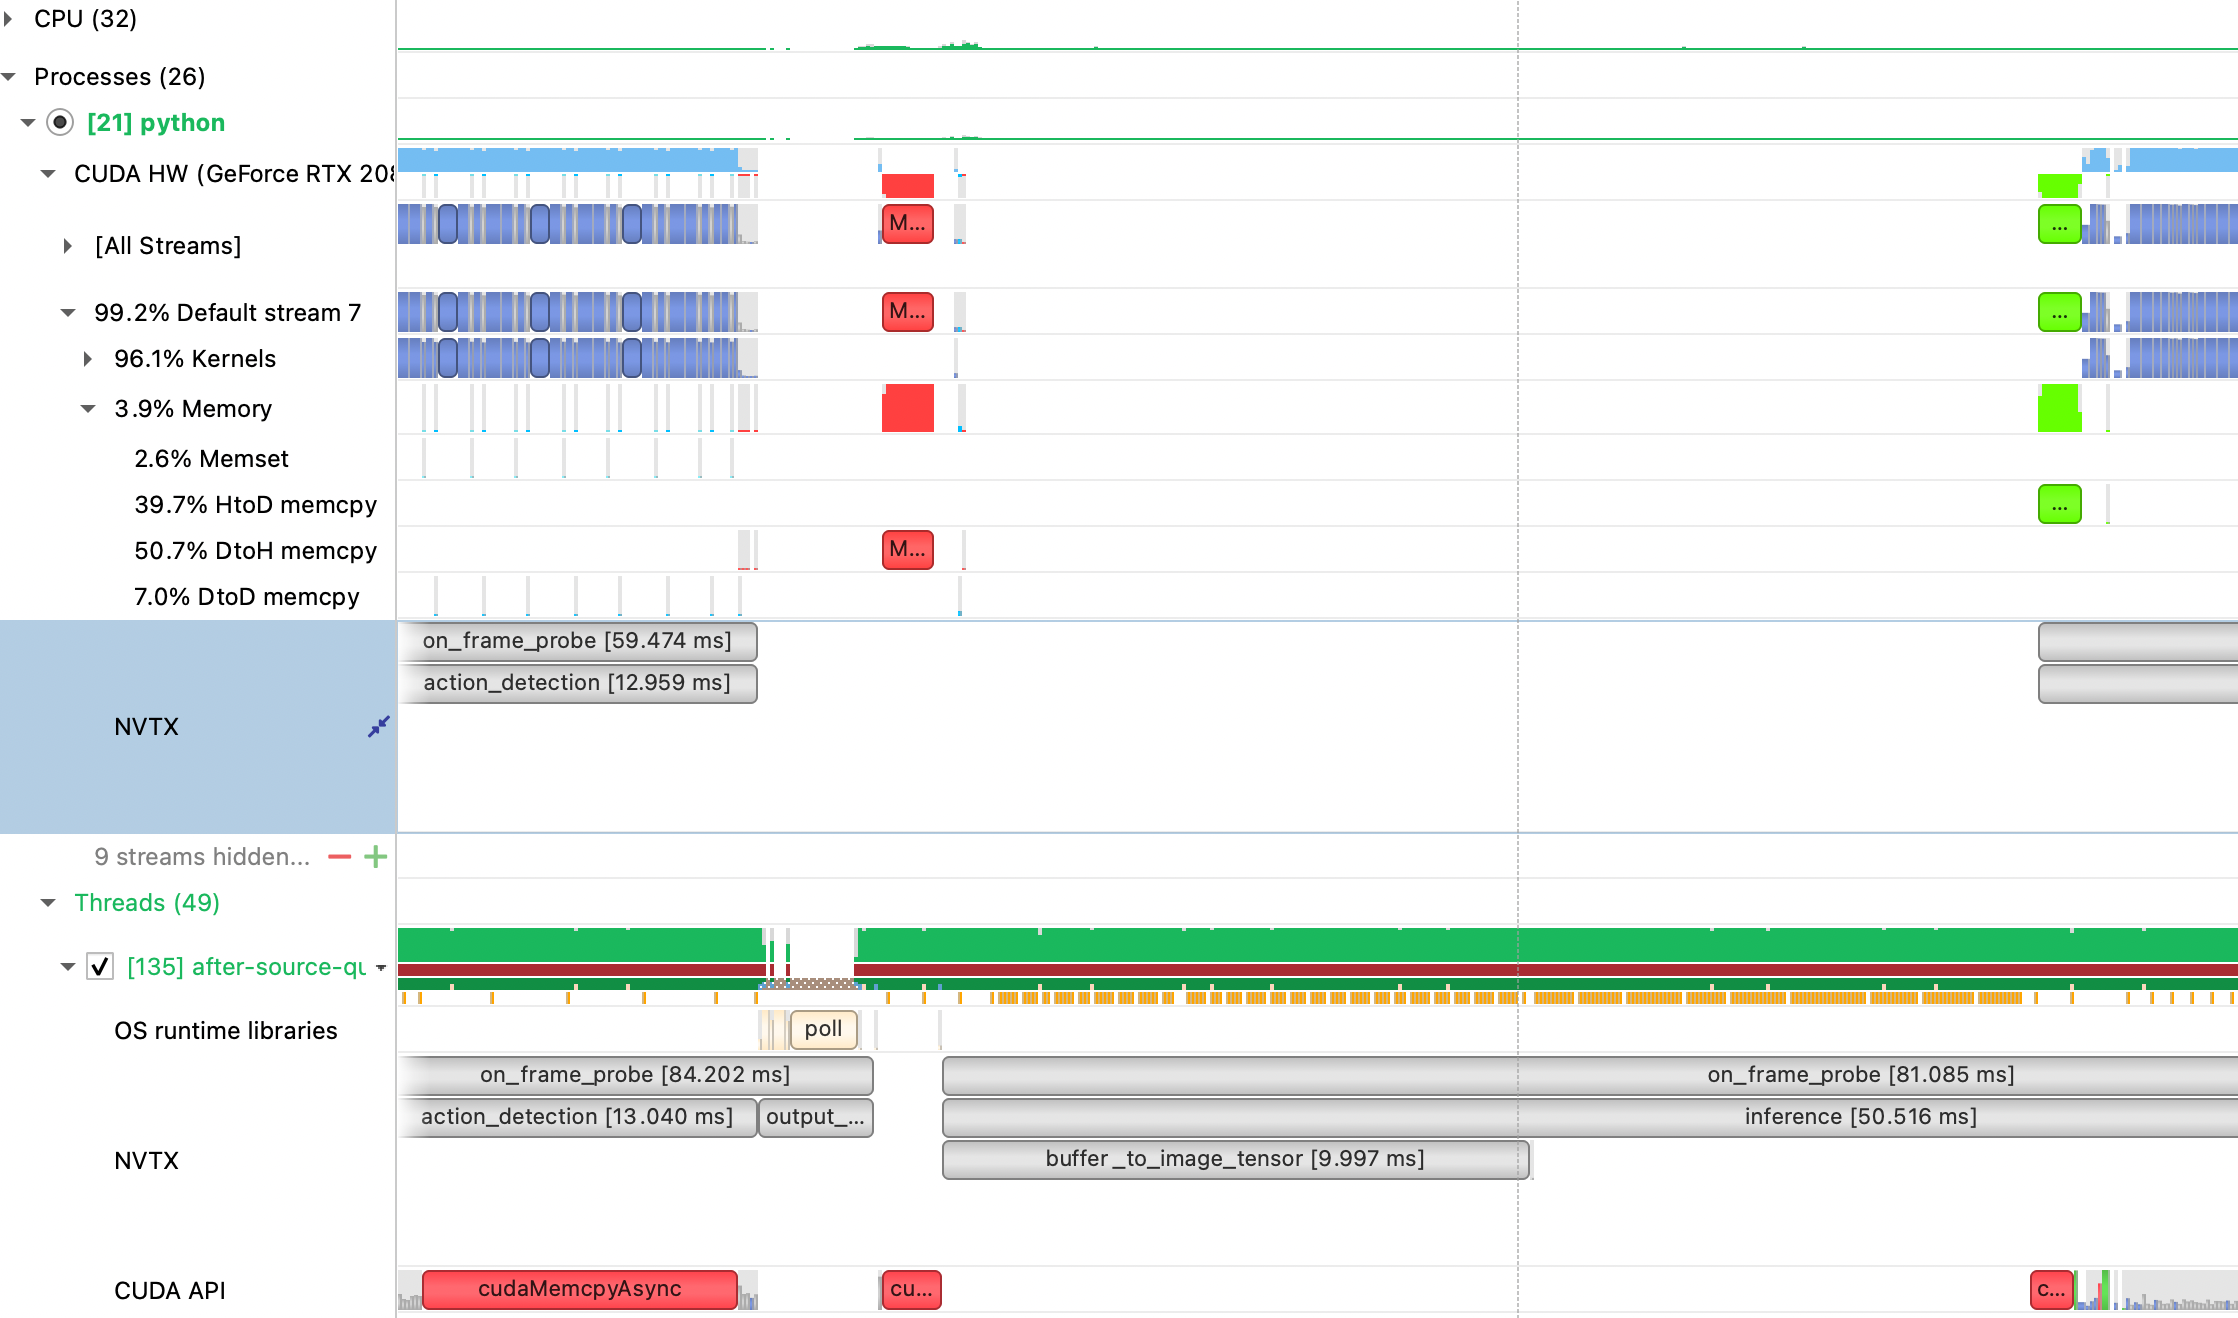 CPU (32)
Processes (26)
[21] python
CUDA HW (GeForce RTX 208
[All Streams]
M...
...
99.2% Default stream 7
M...
...
96.1% Kernels
3.9% Memory
2.6% Memset
39.7% HtoD memcpy
...
50.7% DtoH memcpy
M...
7.0% DtoD memcpy
on_frame_probe [59.474 ms]
action_detection [12.959 ms]
NVTX
9 streams hidden...
Threads (49)
[135] after-source-qu
OS runtime libraries
poll
on_frame_probe [84.202 ms]
on_frame_probe [81.085 ms]
action_detection [13.040 ms]
output_...
inference [50.516 ms]
NVTX
buffer_to_image_tensor [9.997 ms]
CUDA API
cudaMemcpyAsync
cu...
c...